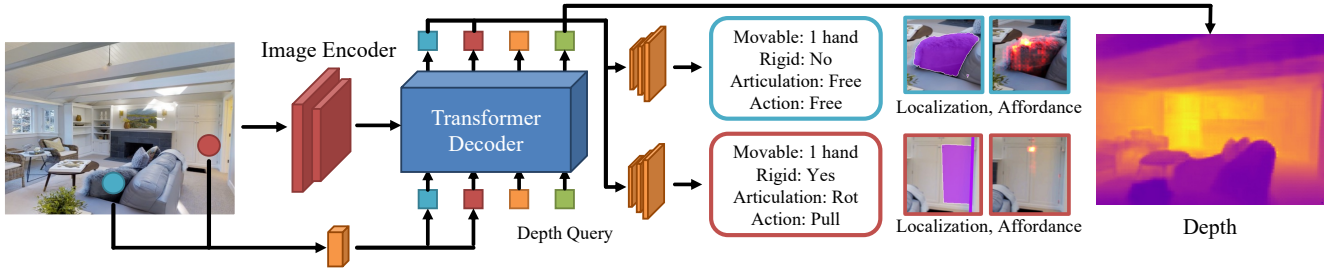 Image Encoder
Transformer
Decoder
Depth Query
Movable: 1 hand
Rigid: No
Articulation: Free
Action: Free
Localization, Affordance
Movable: 1 hand
Rigid: Yes
Articulation: Rot
Action: Pull
Localization, Affordance
Depth